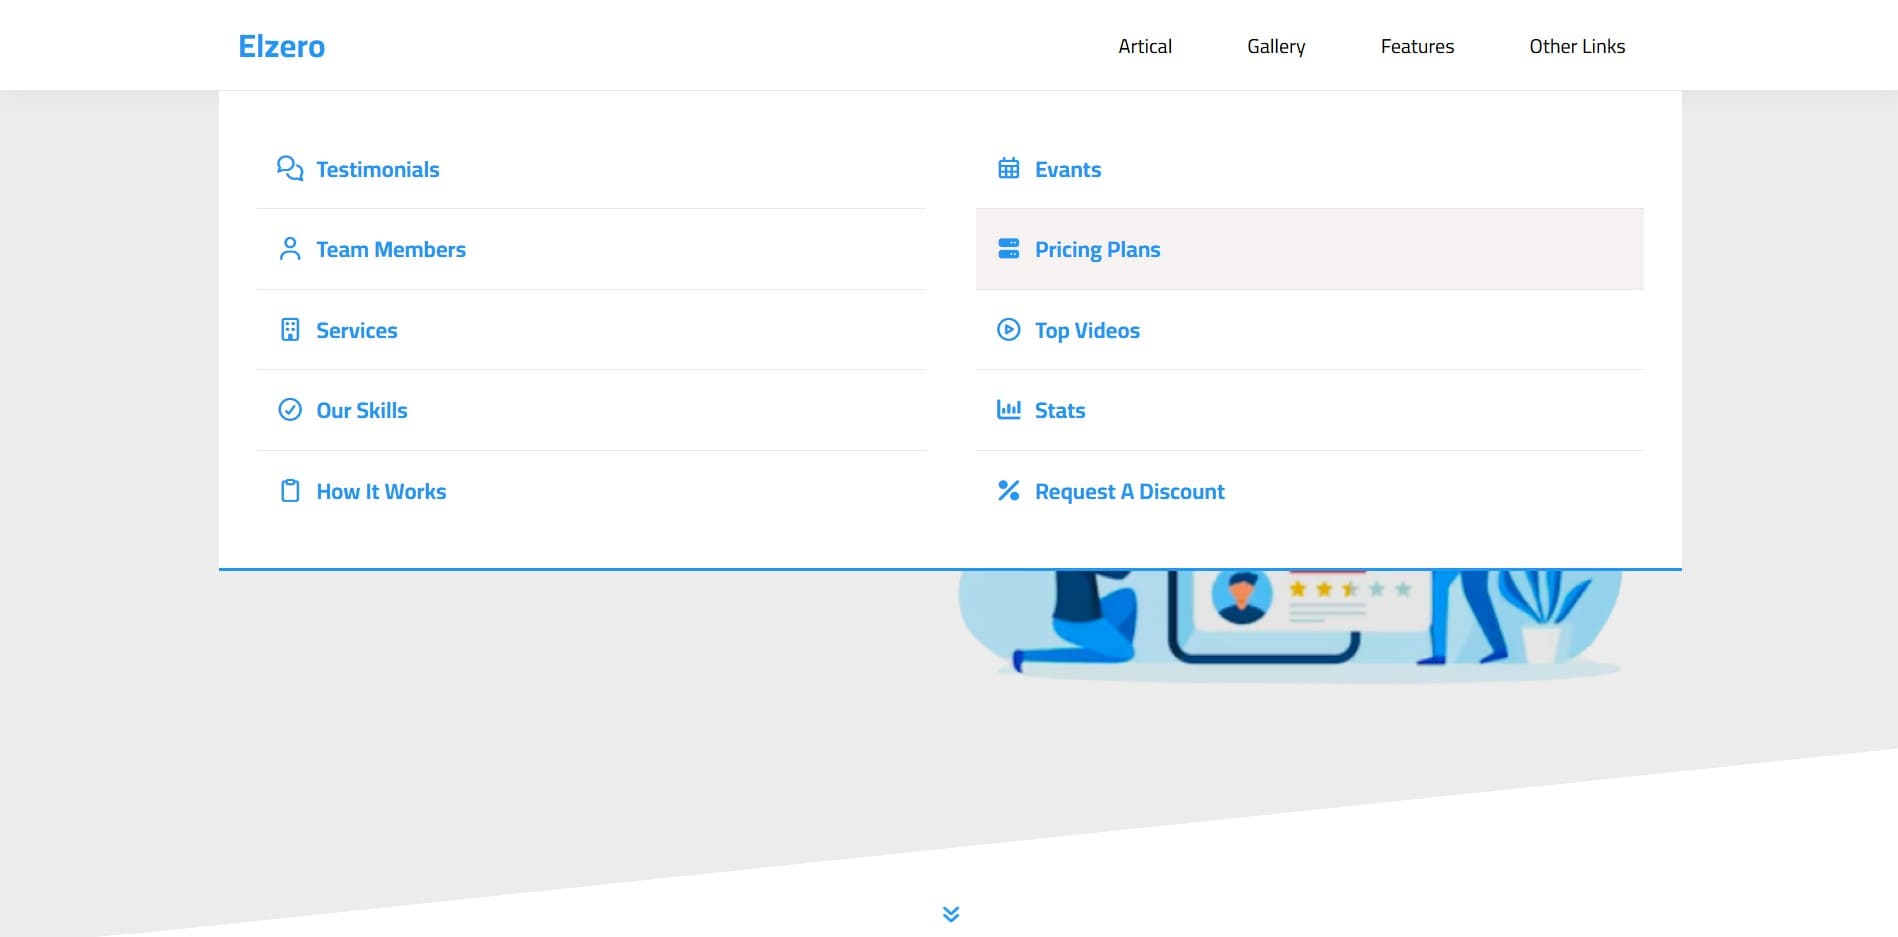 Elzero
Artical
Gallery
Features
Other Links
Testimonials
Team Members
Services
Our Skills
How It Works
Evants
Pricing Plans
Top Videos
Stats
Request A Discount